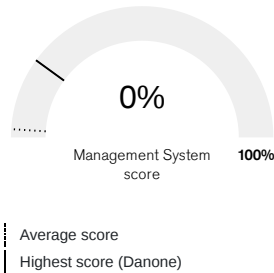 0%
Management System
score
100%
Average score
Highest score (Danone)